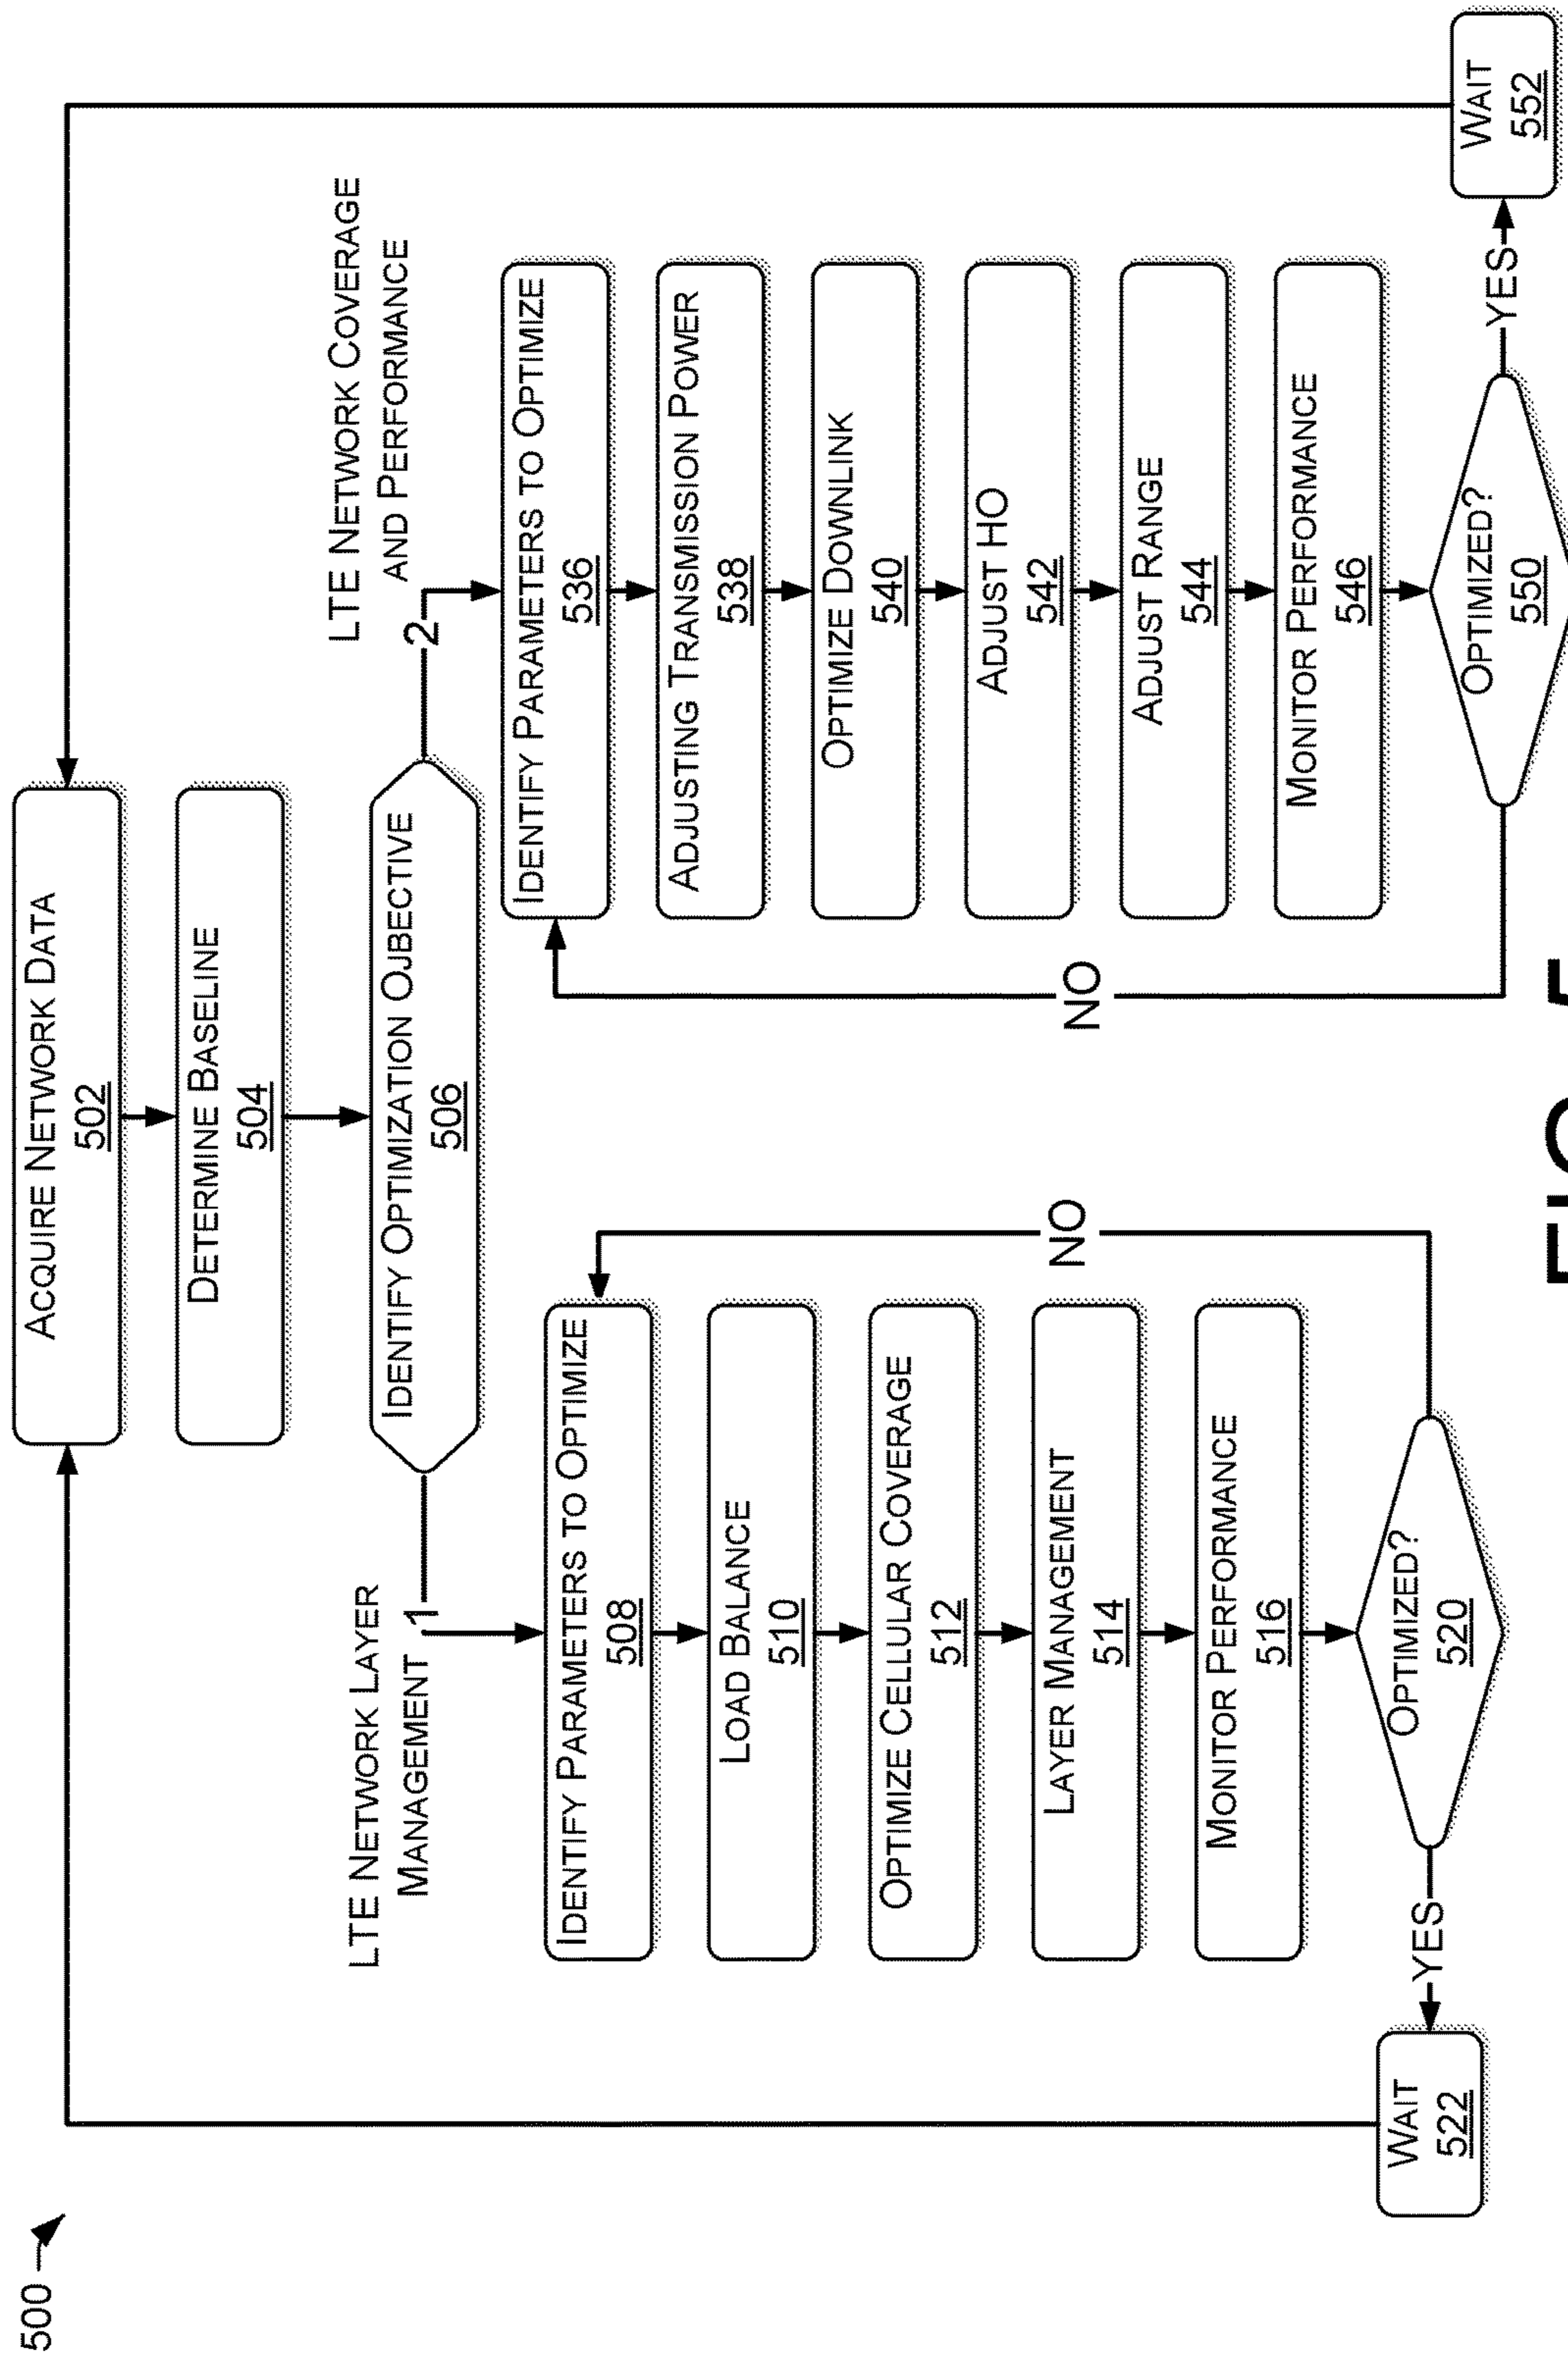 500
ACQUIRE NETWORK DATA
502
DETERMINE BASELINE
504
IDENTIFY OPTIMIZATION OJBECTIVE
506
LTE NETWORK LAYER
MANAGEMENT
1
IDENTIFY PARAMETERS TO OPTIMIZE
508
LOAD BALANCE
510
OPTIMIZE CELLULAR COVERAGE
512
LAYER MANAGEMENT
514
MONITOR PERFORMANCE
516
OPTIMIZED?
520
NO
YES
WAIT
522
LTE NETWORK COVERAGE
AND PERFORMANCE
2
IDENTIFY PARAMETERS TO OPTIMIZE
536
ADJUSTING TRANSMISSION POWER
538
OPTIMIZE DOWNLINK
540
ADJUST HO
542
ADJUST RANGE
544
MONITOR PERFORMANCE
546
OPTIMIZED?
550
NO
YES
WAIT
552